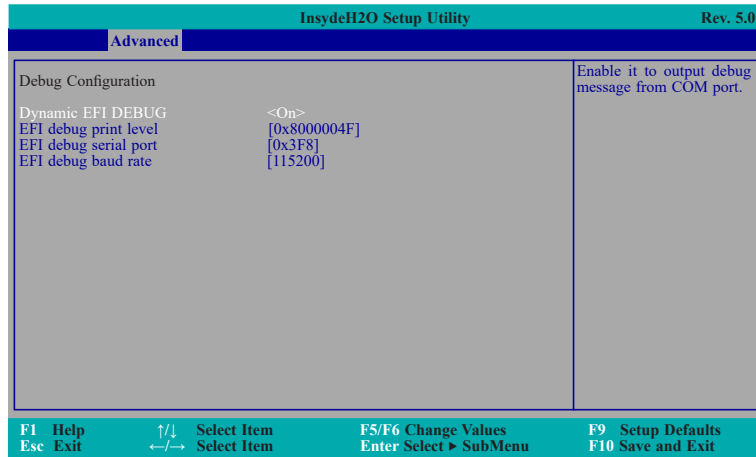 InsydeH2O Setup Utility Rev. 5.0
Advanced
Debug Configuration
Dynamic EFI DEBUG <On>
EFI debug print level [0x8000004F]
EFI debug serial port [0x3F8]
EFI debug baud rate [115200]
Enable it to output debug
message from COM port.
F1 Help ↑/↓ Select Item F5/F6 Change Values F9 Setup Defaults
Esc Exit ←/→ Select Item Enter Select ▶ SubMenu F10 Save and Exit